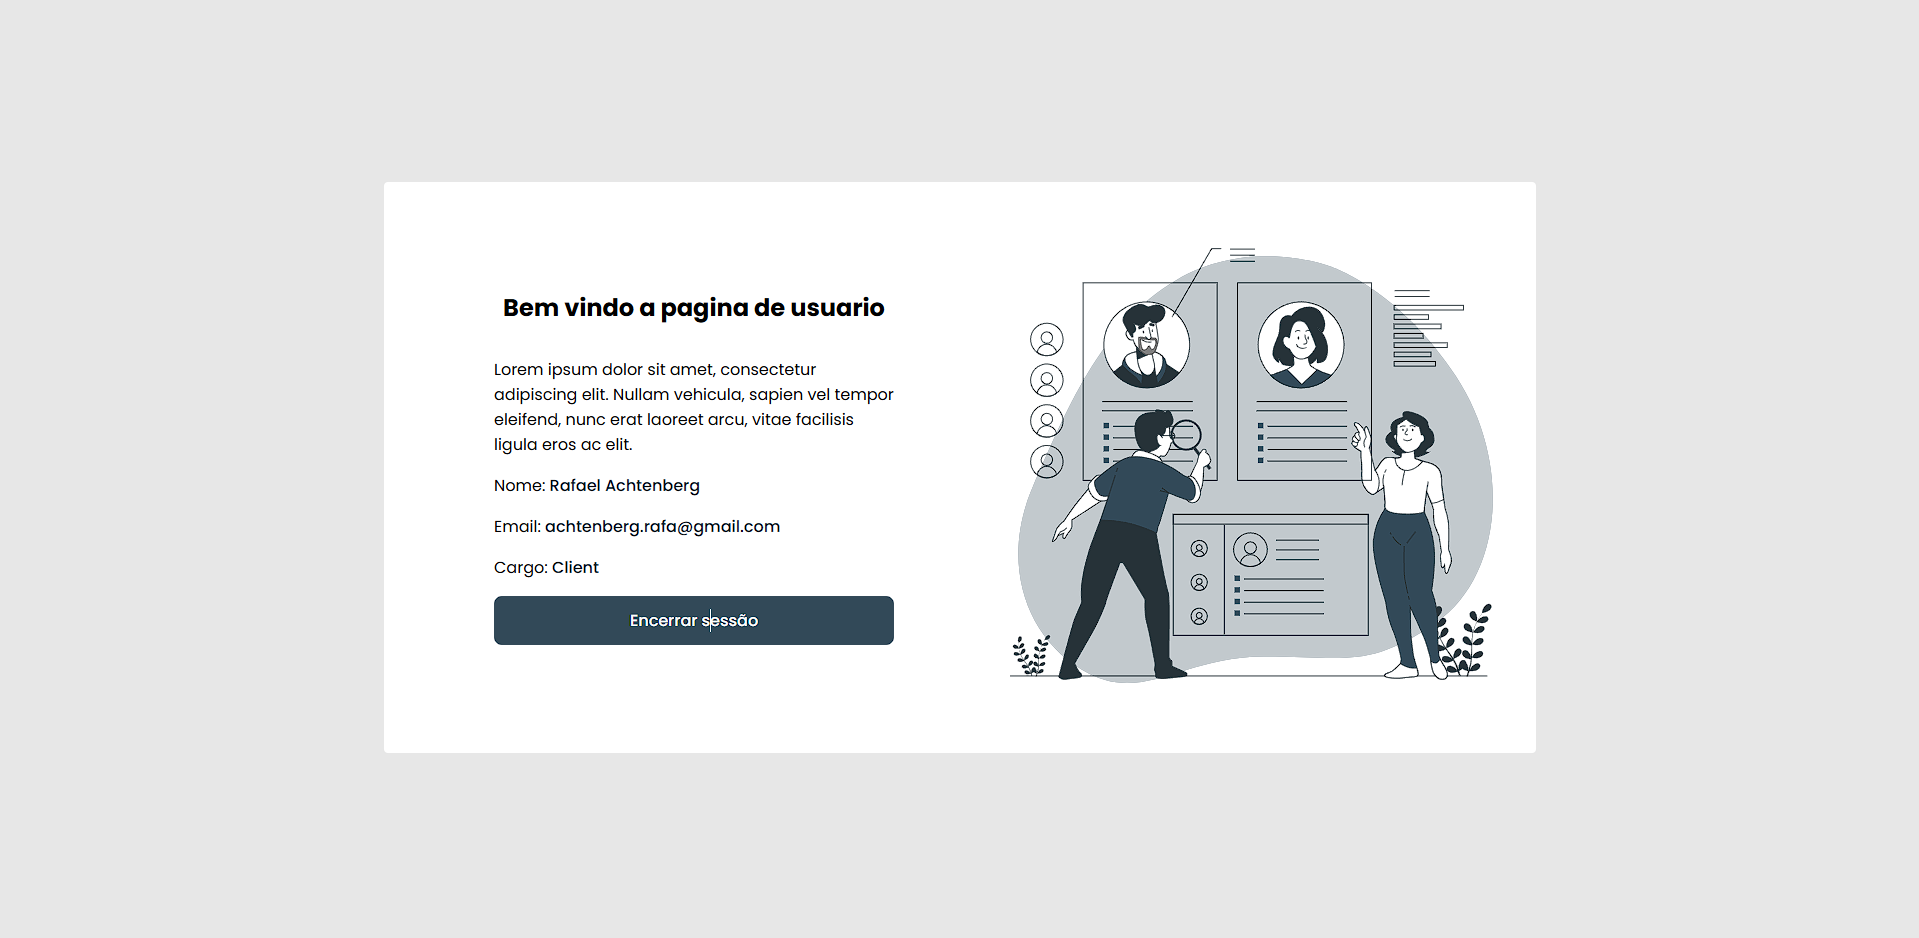 Bem vindo a pagina de usuario
Lorem ipsum dolor sit amet, consectetur
adipiscing elit. Nullam vehicula, sapien vel tempor
eleifend, nunc erat laoreet arcu, vitae facilisis
ligula eros ac elit.
Nome: Rafael Achtenberg
Email: achtenberg.rafa@gmail.com
Cargo: Client
Encerrar sessão